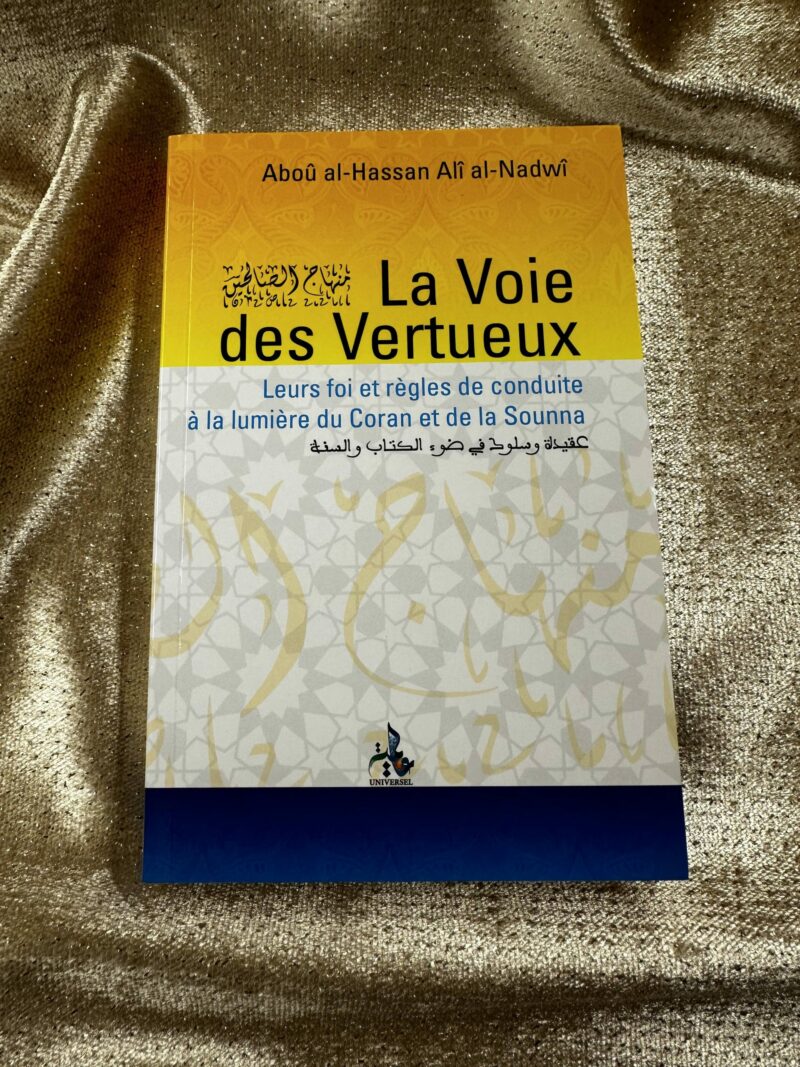 Aboû al-Hassan Alî al-Nadwî
منهاج الصالحين La Voie
des Vertueux
Leurs foi et règles de conduite
à la lumière du Coran et de la Sounna
عقيدة وسلوك في ضوء الكتاب والسنة
UNIVERSEL